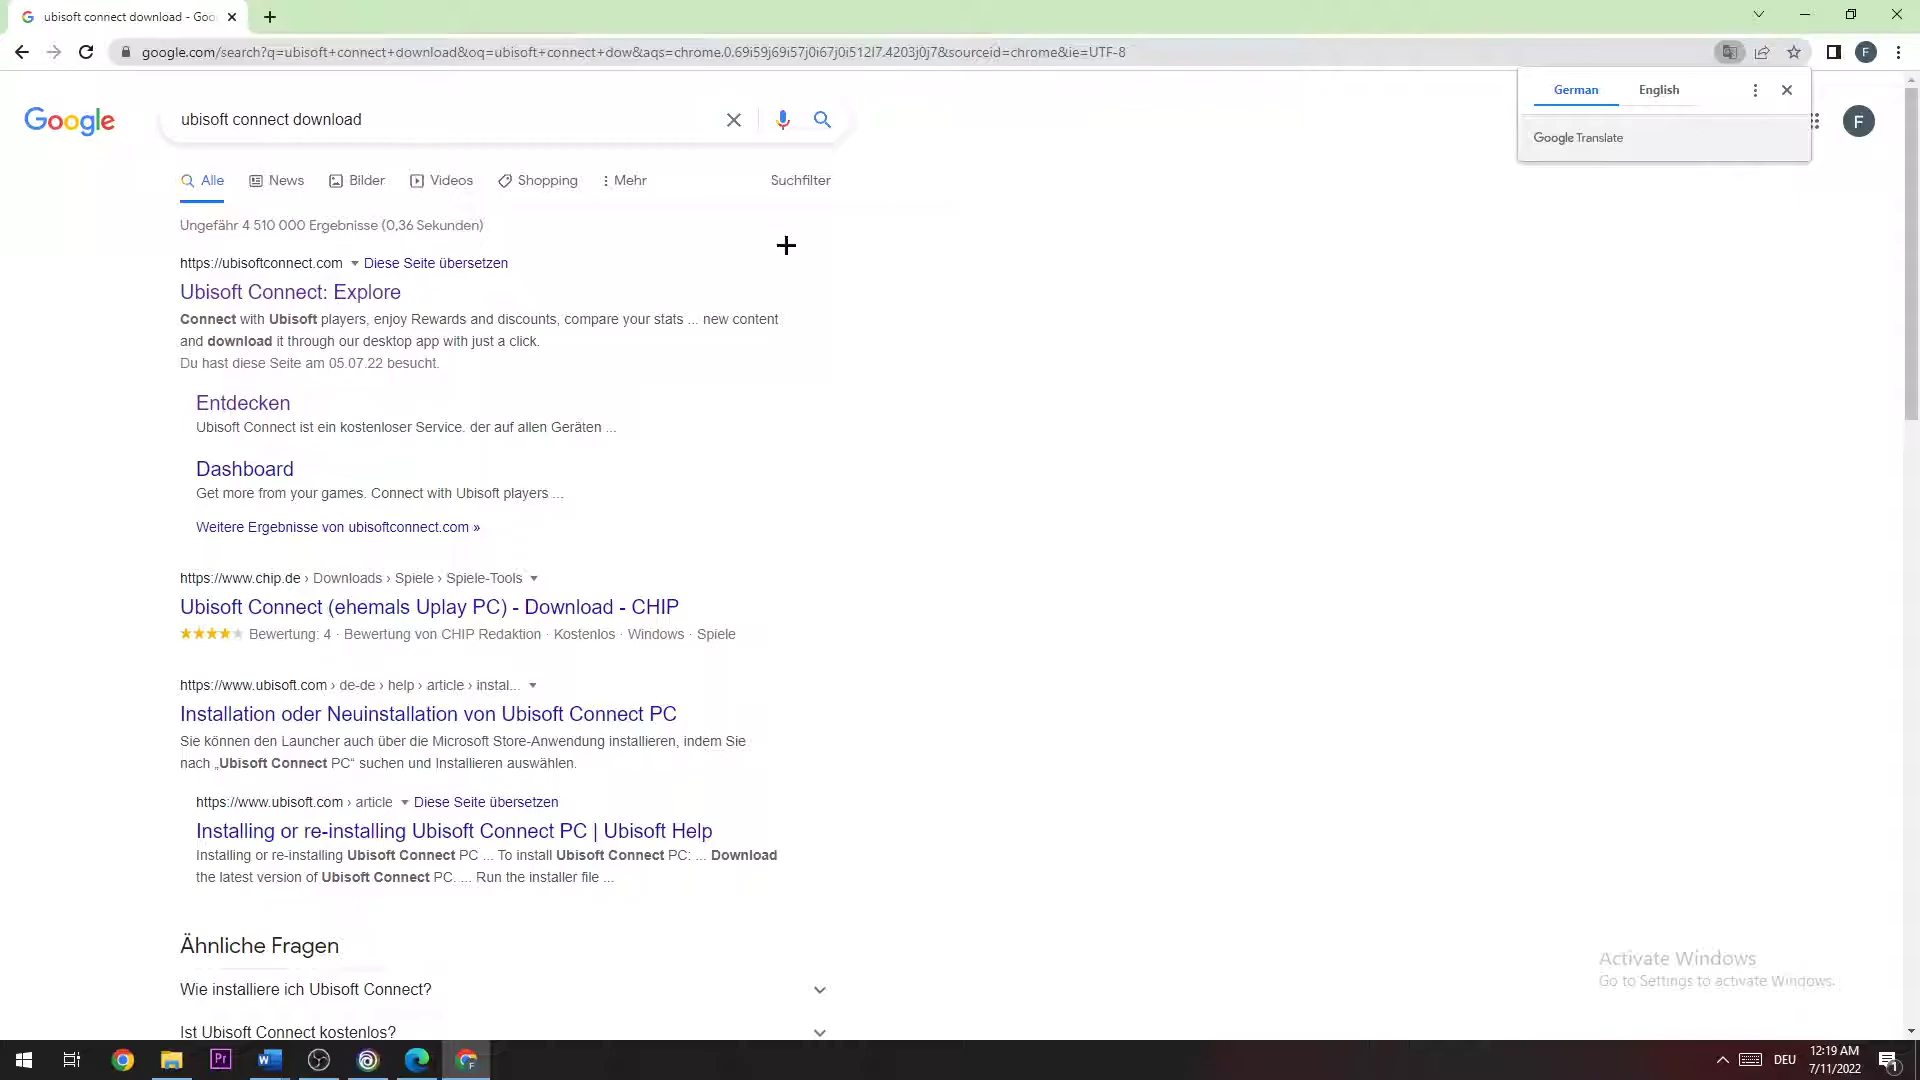 ubisoft connect download - Goo
google.com/search?q=ubisoft+connect+download&oq=ubisoft+connect+dow&aqs=chrome.0.69i59j69i57j0i67j0i512l7.4203j0j7&sourceid=chrome&ie=UTF-8
F
German English
Google Translate
Google
ubisoft connect download
F
Alle News Bilder Videos Shopping Mehr Suchfilter
Ungefähr 4 510 000 Ergebnisse (0,36 Sekunden)
https://ubisoftconnect.com Diese Seite übersetzen
Ubisoft Connect: Explore
Connect with Ubisoft players, enjoy Rewards and discounts, compare your stats ... new content
and download it through our desktop app with just a click.
Du hast diese Seite am 05.07.22 besucht.
Entdecken
Ubisoft Connect ist ein kostenloser Service. der auf allen Geräten ...
Dashboard
Get more from your games. Connect with Ubisoft players ...
Weitere Ergebnisse von ubisoftconnect.com »
https://www.chip.de › Downloads › Spiele › Spiele-Tools
Ubisoft Connect (ehemals Uplay PC) - Download - CHIP
Bewertung: 4 · Bewertung von CHIP Redaktion · Kostenlos · Windows · Spiele
https://www.ubisoft.com › de-de › help › article › instal...
Installation oder Neuinstallation von Ubisoft Connect PC
Sie können den Launcher auch über die Microsoft Store-Anwendung installieren, indem Sie
nach „Ubisoft Connect PC“ suchen und Installieren auswählen.
https://www.ubisoft.com › article Diese Seite übersetzen
Installing or re-installing Ubisoft Connect PC | Ubisoft Help
Installing or re-installing Ubisoft Connect PC ... To install Ubisoft Connect PC: ... Download
the latest version of Ubisoft Connect PC. ... Run the installer file ...
Ähnliche Fragen
Wie installiere ich Ubisoft Connect?
Ist Ubisoft Connect kostenlos?
Activate Windows
Go to Settings to activate Windows.
Pr
W
F
DEU
12:19 AM
7/11/2022
1